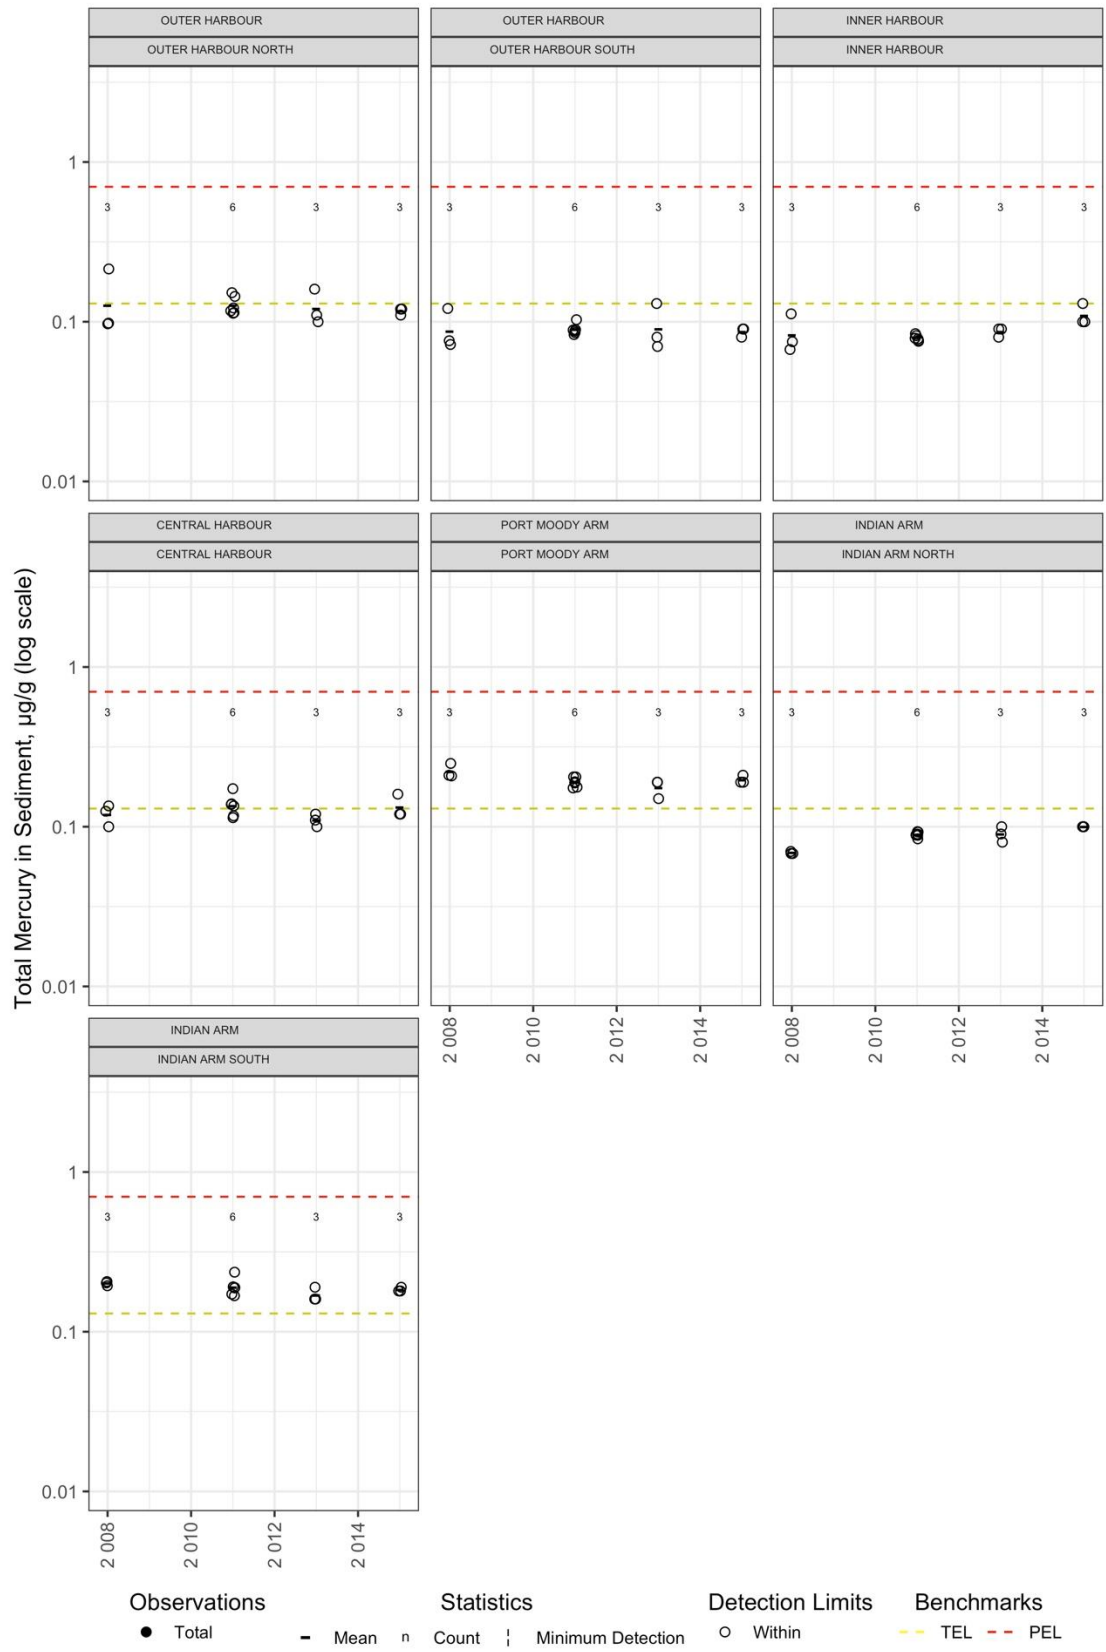 OUTER HARBOUR OUTER HARBOUR INNER HARBOUR
OUTER HARBOUR NORTH OUTER HARBOUR SOUTH INNER HARBOUR
1
3 6 3 3 3 6 3 3 3 6 3 3
0.1
0.01
CENTRAL HARBOUR PORT MOODY ARM INDIAN ARM
CENTRAL HARBOUR PORT MOODY ARM INDIAN ARM NORTH
Total Mercury in Sediment, µg/g (log scale)
1
3 6 3 3 3 6 3 3 3 6 3 3
0.1
0.01
2 008 2 010 2 012 2 014 2 008 2 010 2 012 2 014
INDIAN ARM
INDIAN ARM SOUTH
1
3 6 3 3
0.1
0.01
2 008 2 010 2 012 2 014
Observations Statistics Detection Limits Benchmarks
Total Mean n Count Minimum Detection Within TEL PEL